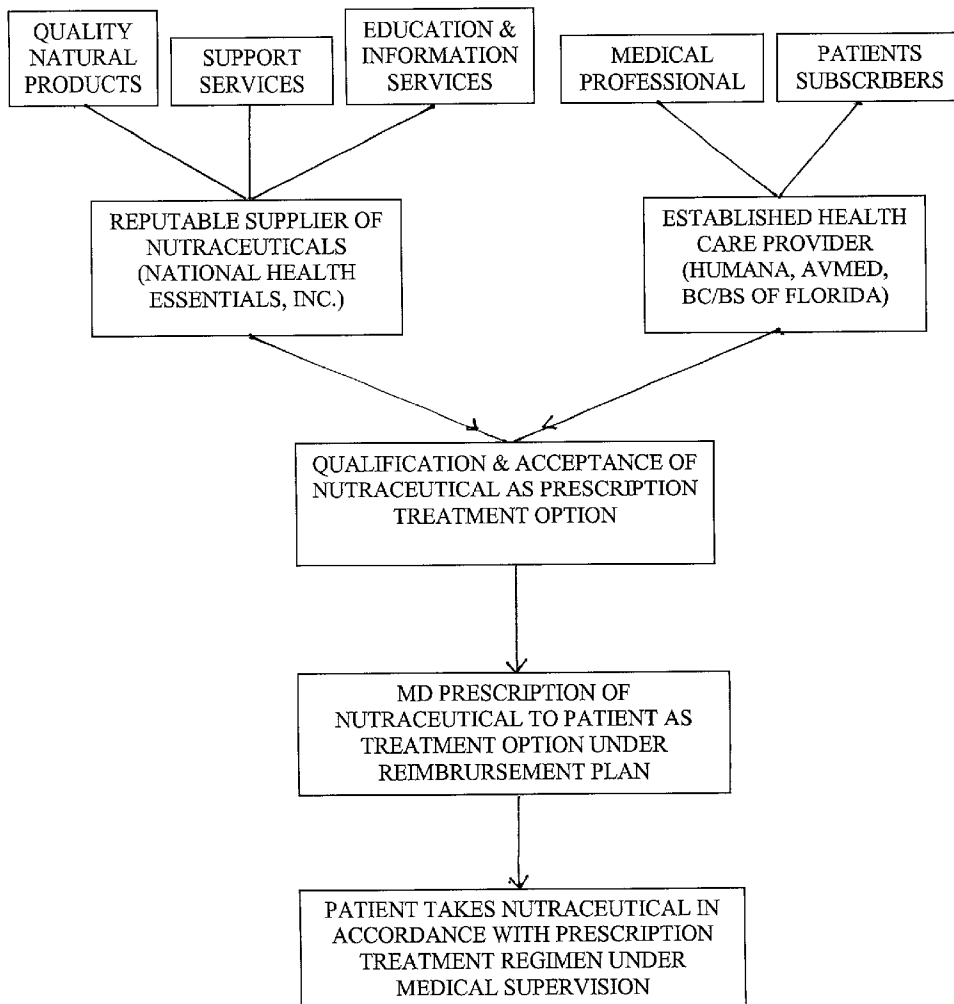 QUALITY
NATURAL
PRODUCTS
SUPPORT
SERVICES
EDUCATION &
INFORMATION
SERVICES
MEDICAL
PROFESSIONAL
PATIENTS
SUBSCRIBERS
REPUTABLE SUPPLIER OF
NUTRACEUTICALS
(NATIONAL HEALTH
ESSENTIALS, INC.)
ESTABLISHED HEALTH
CARE PROVIDER
(HUMANA, AVMED,
BC/BS OF FLORIDA)
QUALIFICATION & ACCEPTANCE OF
NUTRACEUTICAL AS PRESCRIPTION
TREATMENT OPTION
MD PRESCRIPTION OF
NUTRACEUTICAL TO PATIENT AS
TREATMENT OPTION UNDER
REIMBRURSEMENT PLAN
PATIENT TAKES NUTRACEUTICAL IN
ACCORDANCE WITH PRESCRIPTION
TREATMENT REGIMEN UNDER
MEDICAL SUPERVISION